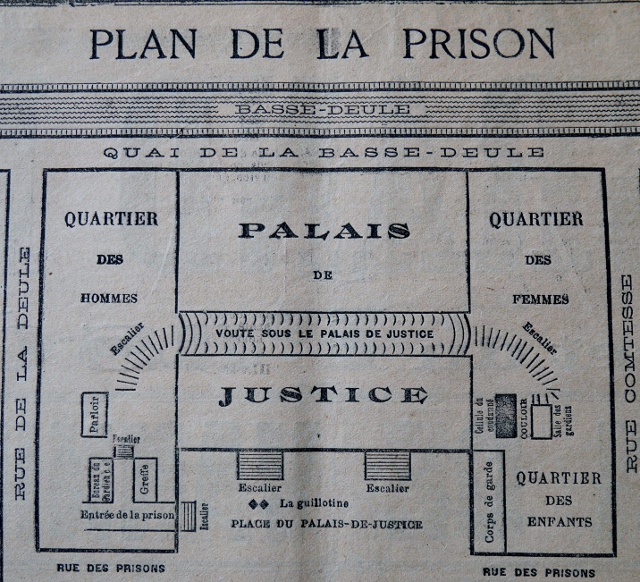 PLAN DE LA PRISON
BASSE-DEULE
QUAI DE LA BASSE-DEULE
QUARTIER
DES
HOMMES
PALAIS
DE
QUARTIER
DES
FEMMES
RUE DE LA DEULE
RUE COMTESSE
Escalier
VOUTE SOUS LE PALAIS DE JUSTICE
Escalier
JUSTICE
Parloir
Cellule du
condamné
COULOIR
Salle des
gardiens
Escalier
Bureau du
Gardien c.e
Greffe
Entrée de la prison
Escalier
Escalier
Escalier
La guillotine
PLACE DU PALAIS-DE-JUSTICE
Corps de garde
QUARTIER
DES
ENFANTS
RUE DES PRISONS
RUE DES PRISONS